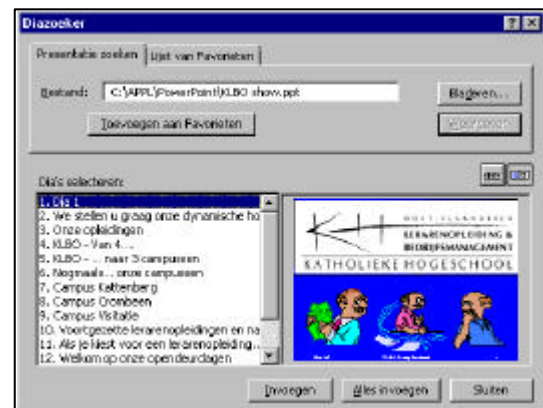 Diazoeker
Presentatie zoeken
Lijst van Favorieten
Bestand:
C:\APPL\PowerPoint\KLBO show.ppt
Bladeren...
Weergeven
Toevoegen aan Favorieten
Dia's selecteren:
1. Dia 1
2. We stellen u graag onze dynamische ho
3. Onze opleidingen
4. KLBO - Van 4...
5. KLBO - ... naar 3 campussen
6. Nogmaals... onze campussen
7. Campus Kattenberg
8. Campus Crombeen
9. Campus Visitatie
10. Voortgezette lerarenopleidingen en na
11. Als je kiest voor een lerarenopleiding...
12. Welkom op onze opendeurdagen
LERARENOPLEIDING &
BEDRIJFSMANAGEMENT
KATHOLIEKE HOGESCHOOL
Invoegen
Alles invoegen
Sluiten